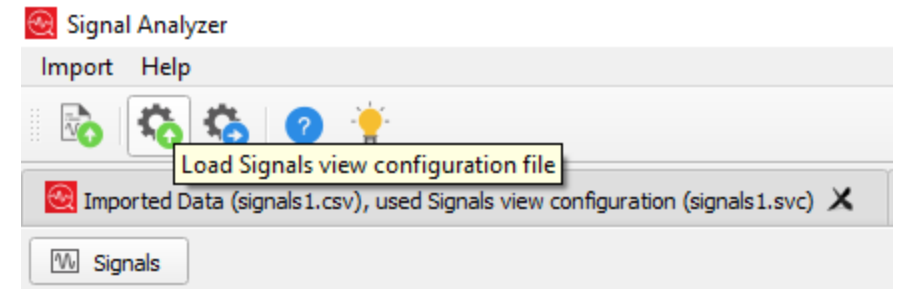 Signal Analyzer
Import Help
?
Load Signals view configuration file
Imported Data (signals1.csv), used Signals view configuration (signals1.svc) X
Signals